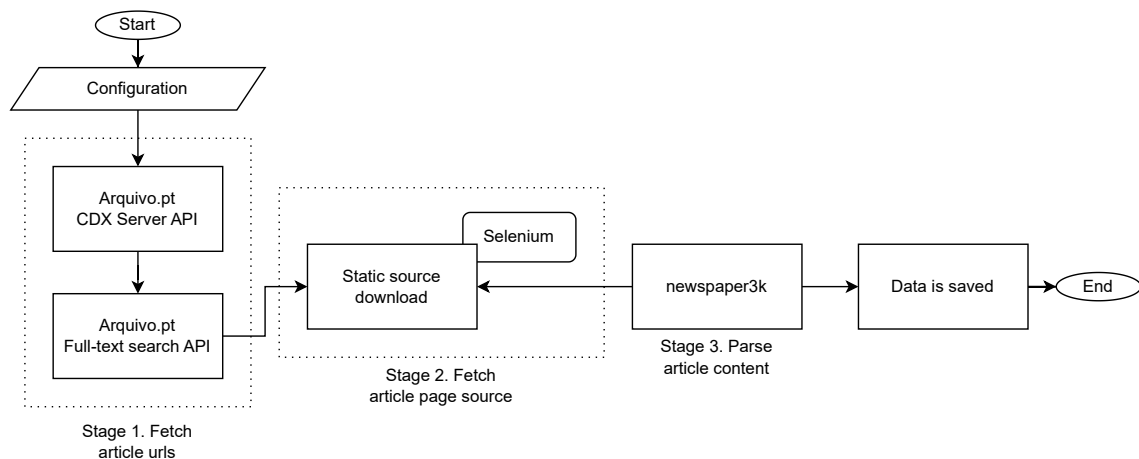 Start
Configuration
Arquivo.pt
CDX Server API
Arquivo.pt
Full-text search API
Stage 1. Fetch
article urls
Selenium
Static source
download
Stage 2. Fetch
article page source
newspaper3k
Stage 3. Parse
article content
Data is saved
End